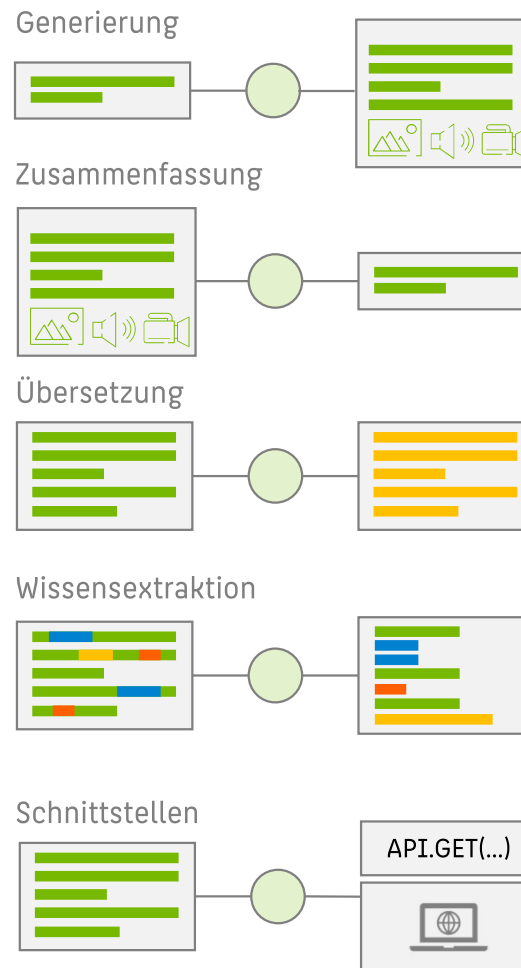 Generierung
Zusammenfassung
Übersetzung
Wissensextraktion
Schnittstellen
API.GET(...)